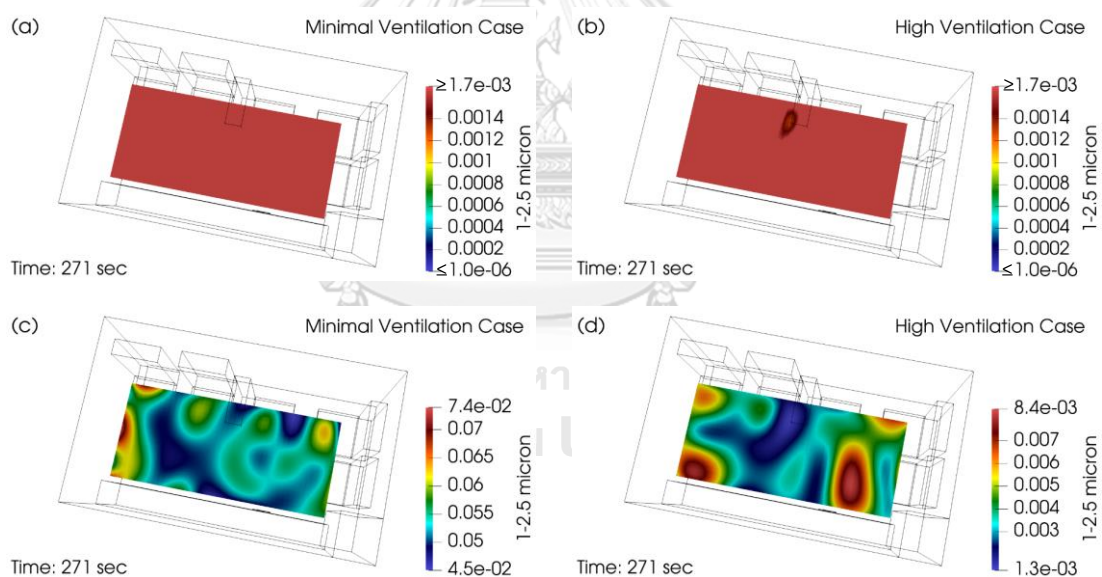 (a)
Minimal Ventilation Case
≥1.7e-03
0.0014
0.0012
0.001
0.0008
0.0006
0.0004
0.0002
≤1.0e-06
1-2.5 micron
Time: 271 sec
(b)
High Ventilation Case
≥1.7e-03
0.0014
0.0012
0.001
0.0008
0.0006
0.0004
0.0002
≤1.0e-06
1-2.5 micron
Time: 271 sec
(c)
Minimal Ventilation Case
7.4e-02
0.07
0.065
0.06
0.055
0.05
4.5e-02
1-2.5 micron
Time: 271 sec
(d)
High Ventilation Case
8.4e-03
0.007
0.006
0.005
0.004
0.003
1.3e-03
1-2.5 micron
Time: 271 sec